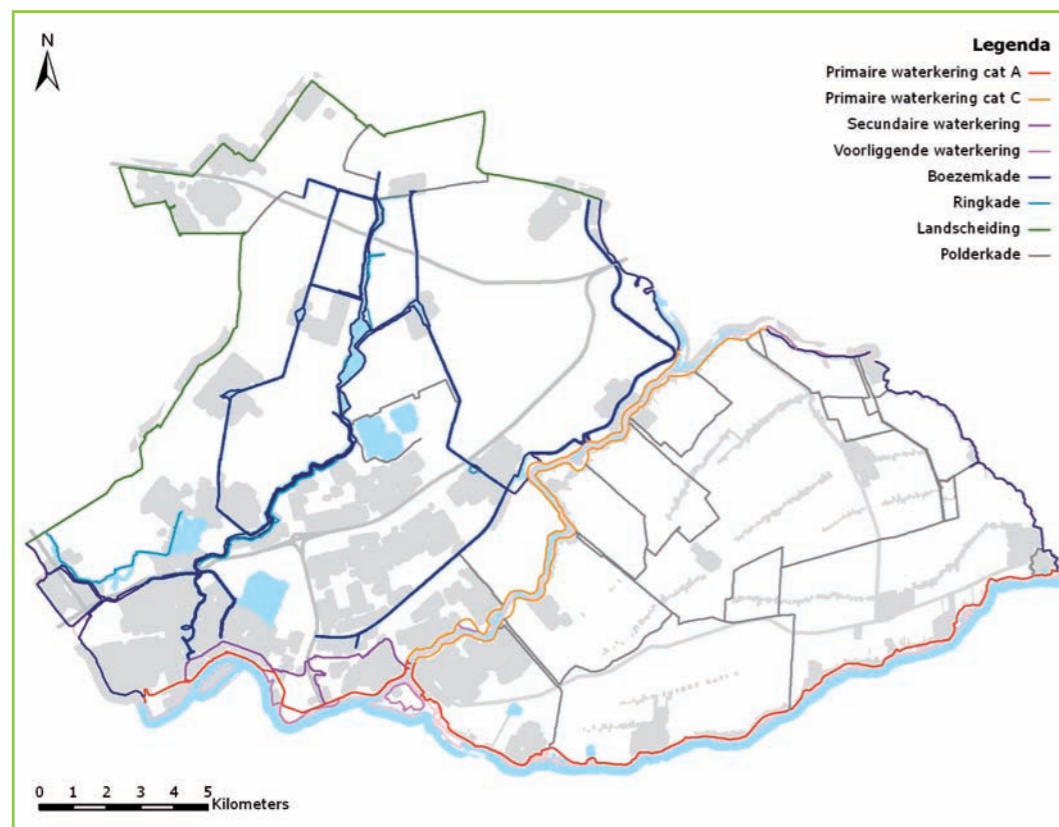 N
Legenda
Primaire waterkering cat A
Primaire waterkering cat C
Secundaire waterkering
Voorliggende waterkering
Boezemkade
Ringkade
Landscheiding
Polderkade
0 1 2 3 4 5 Kilometers